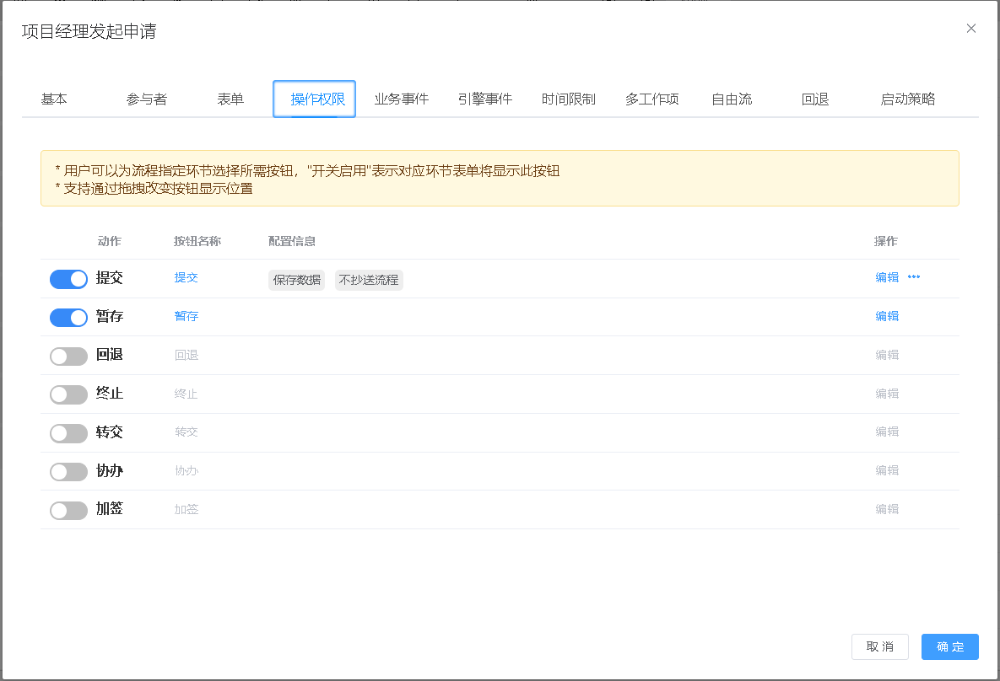 项目经理发起申请
基本 参与者 表单 操作权限 业务事件 引擎事件 时间限制 多工作项 自由流 回退 启动策略
* 用户可以为流程指定环节选择所需按钮，"开关启用"表示对应环节表单将显示此按钮
* 支持通过拖拽改变按钮显示位置
动作 按钮名称 配置信息 操作
提交 提交 保存数据 不抄送流程 编辑 •••
暂存 暂存 编辑
回退 回退 编辑
终止 终止 编辑
转交 转交 编辑
协办 协办 编辑
加签 加签 编辑
取消 确定